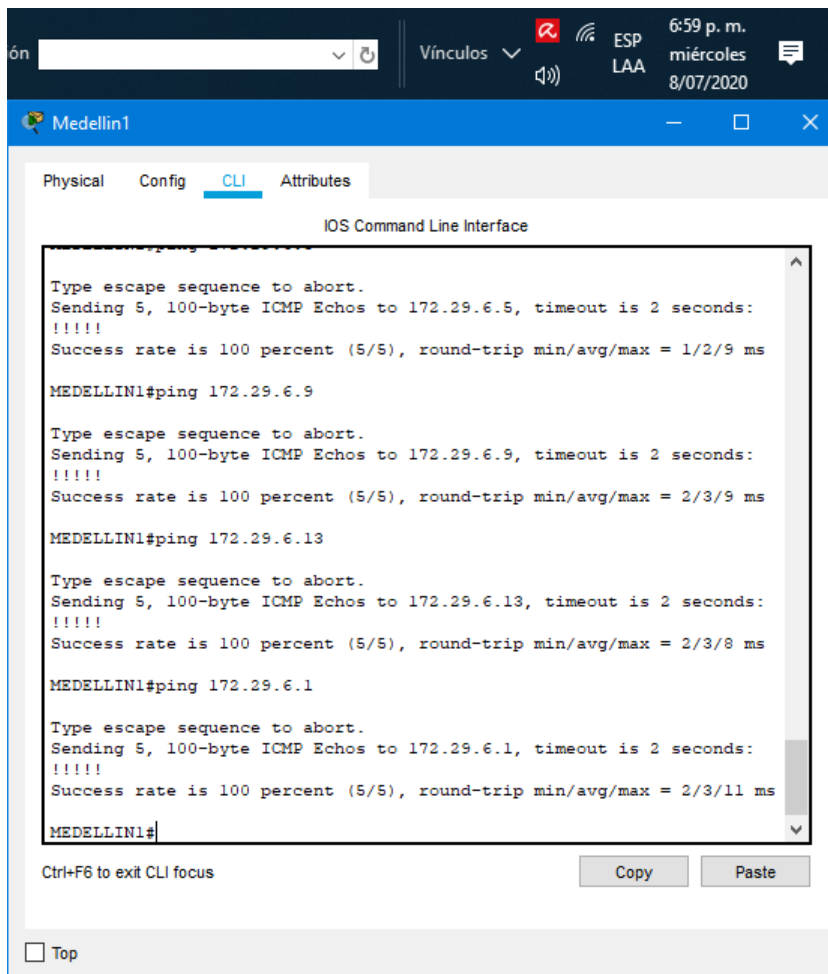 ión
Vínculos
ESP
LAA
6:59 p. m.
miércoles
8/07/2020
Medellin1
Physical Config CLI Attributes
IOS Command Line Interface
Type escape sequence to abort.
Sending 5, 100-byte ICMP Echos to 172.29.6.5, timeout is 2 seconds:
!!!!!
Success rate is 100 percent (5/5), round-trip min/avg/max = 1/2/9 ms
MEDELLIN1#ping 172.29.6.9
Type escape sequence to abort.
Sending 5, 100-byte ICMP Echos to 172.29.6.9, timeout is 2 seconds:
!!!!!
Success rate is 100 percent (5/5), round-trip min/avg/max = 2/3/9 ms
MEDELLIN1#ping 172.29.6.13
Type escape sequence to abort.
Sending 5, 100-byte ICMP Echos to 172.29.6.13, timeout is 2 seconds:
!!!!!
Success rate is 100 percent (5/5), round-trip min/avg/max = 2/3/8 ms
MEDELLIN1#ping 172.29.6.1
Type escape sequence to abort.
Sending 5, 100-byte ICMP Echos to 172.29.6.1, timeout is 2 seconds:
!!!!!
Success rate is 100 percent (5/5), round-trip min/avg/max = 2/3/11 ms
MEDELLIN1#
Ctrl+F6 to exit CLI focus
Copy Paste
Top